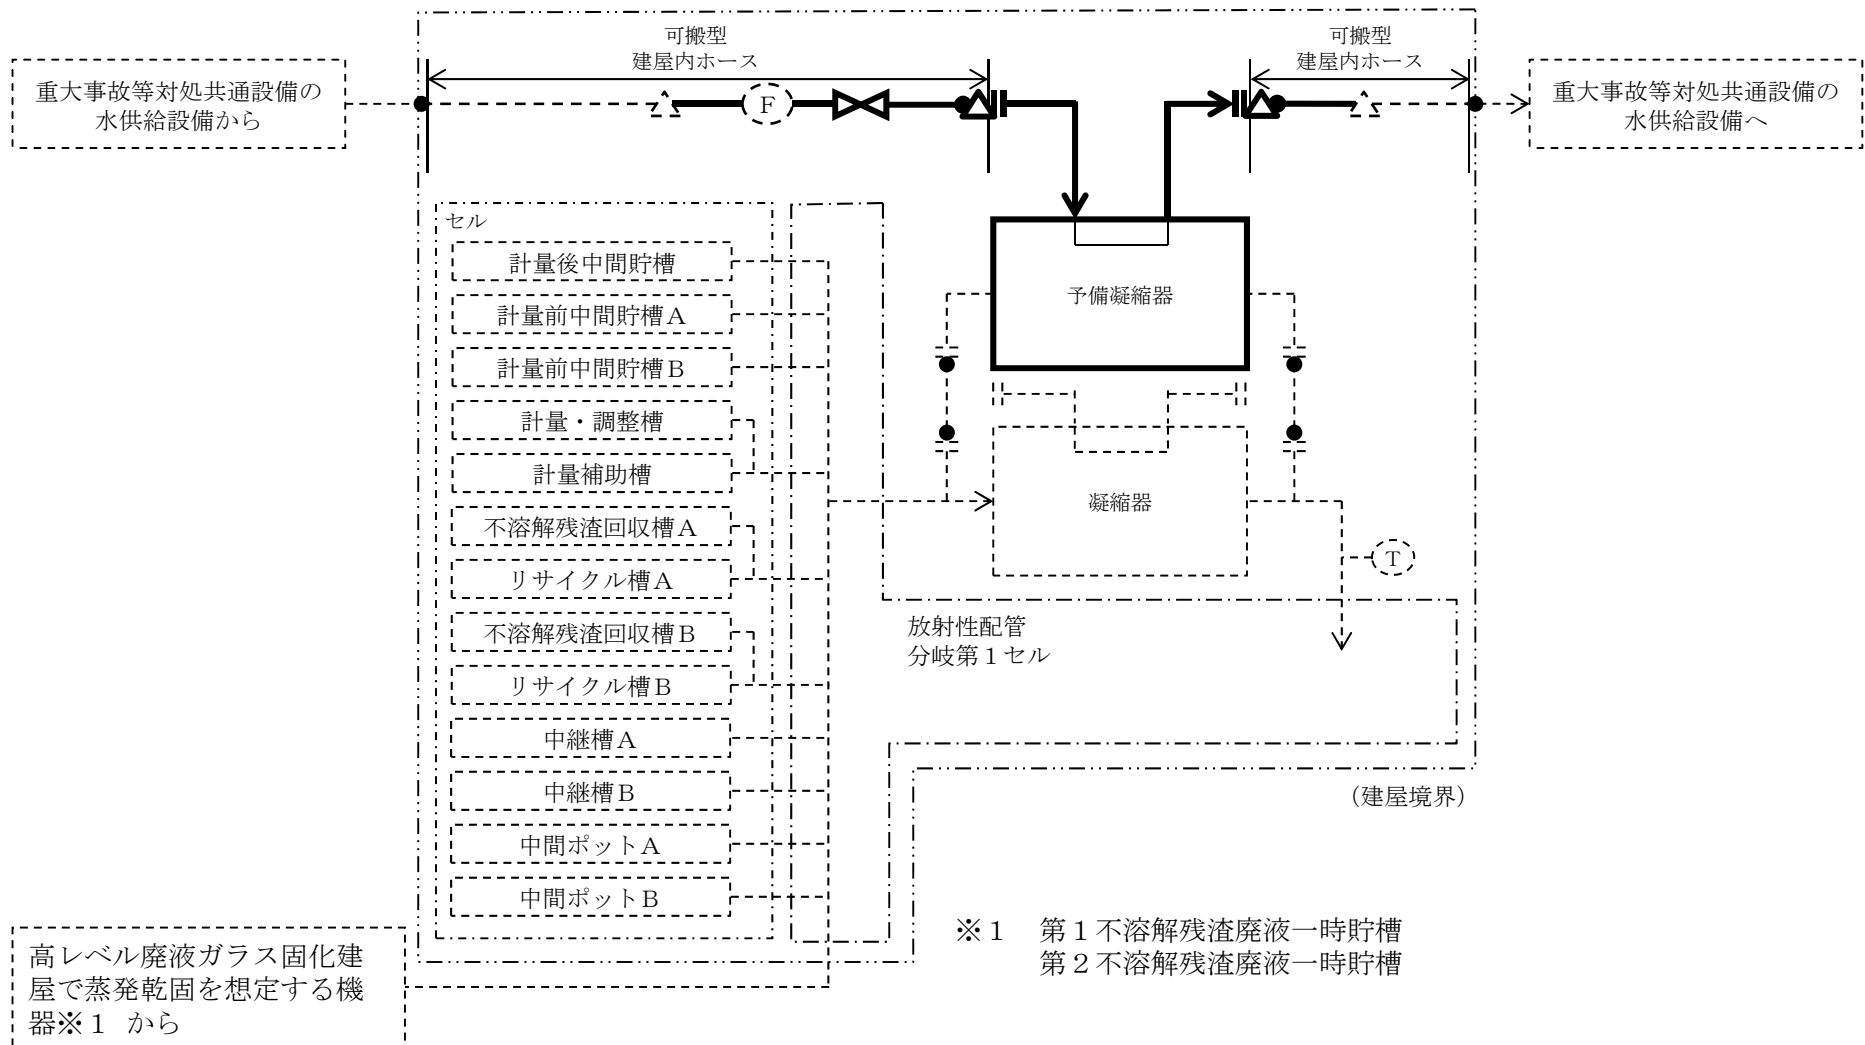 可搬型
建屋内ホース
可搬型
建屋内ホース
重大事故等対処共通設備の
水供給設備から
F
重大事故等対処共通設備の
水供給設備へ
セル
計量後中間貯槽
計量前中間貯槽A
計量前中間貯槽B
計量・調整槽
計量補助槽
不溶解残渣回収槽A
リサイクル槽A
不溶解残渣回収槽B
リサイクル槽B
中継槽A
中継槽B
中間ポットA
中間ポットB
予備凝縮器
凝縮器
T
放射性配管
分岐第1セル
（建屋境界）
高レベル廃液ガラス固化建
屋で蒸発乾固を想定する機
器※1 から
※1 第1不溶解残渣廃液一時貯槽
第2不溶解残渣廃液一時貯槽